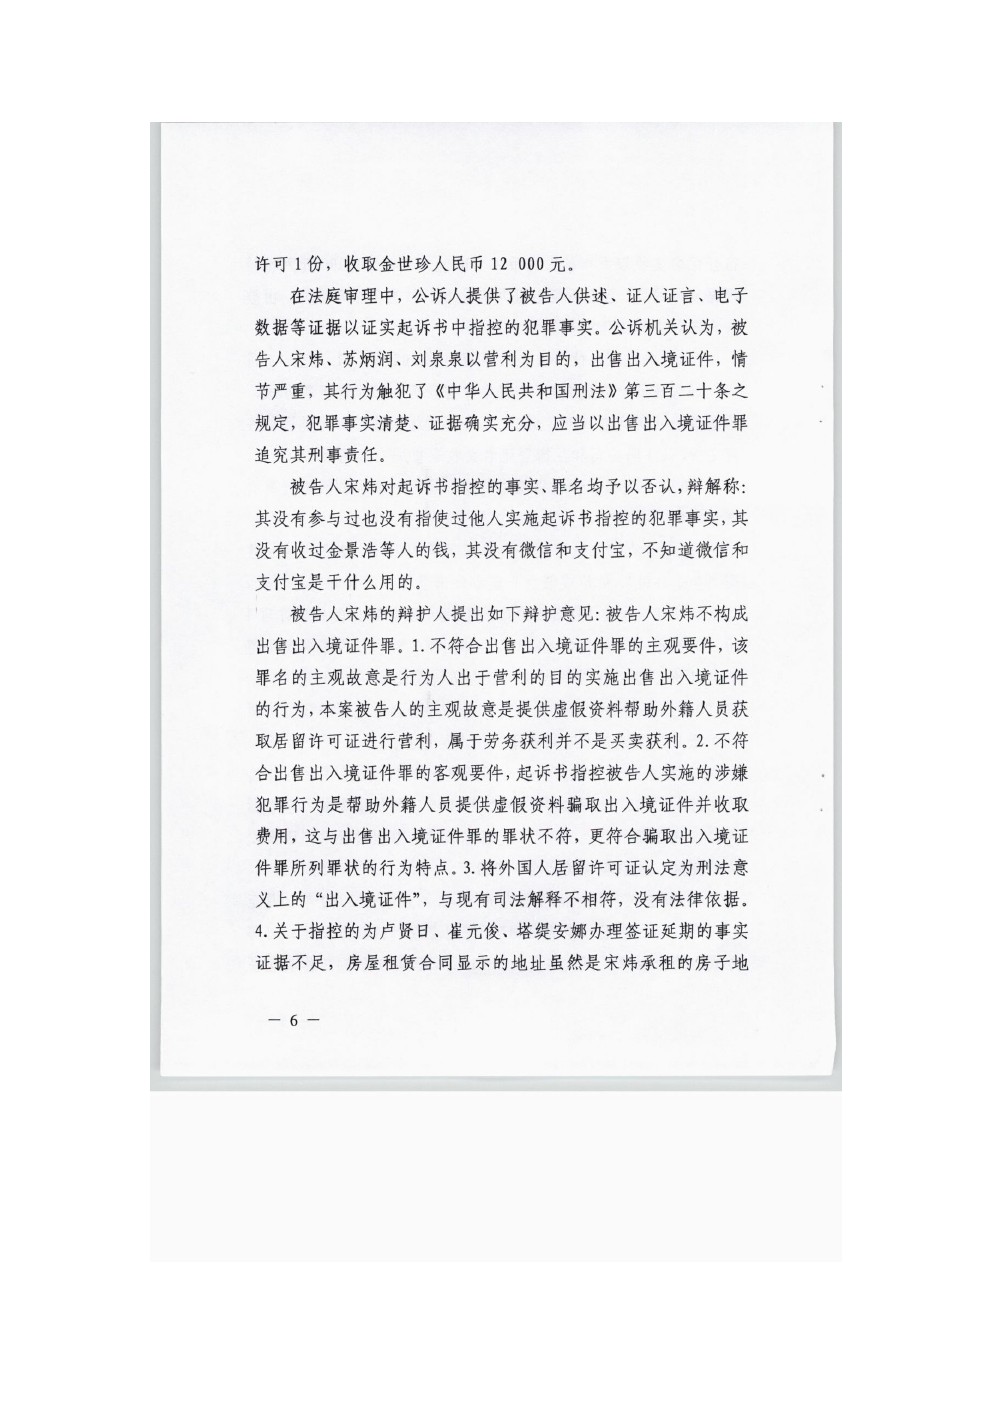 许可1份，收取金世珍人民币12 000元。
在法庭审理中，公诉人提供了被告人供述、证人证言、电子
数据等证据以证实起诉书中指控的犯罪事实。公诉机关认为，被
告人宋炜、苏炳润、刘泉泉以营利为目的，出售出入境证件，情
节严重，其行为触犯了《中华人民共和国刑法》第三百二十条之
规定，犯罪事实清楚、证据确实充分，应当以出售出入境证件罪
追究其刑事责任。
被告人宋炜对起诉书指控的事实、罪名均予以否认，辩解称：
其没有参与过也没有指使过他人实施起诉书指控的犯罪事实，其
没有收过金景浩等人的钱，其没有微信和支付宝，不知道微信和
支付宝是干什么用的。
被告人宋炜的辩护人提出如下辩护意见：被告人宋炜不构成
出售出入境证件罪。1.不符合出售出入境证件罪的主观要件，该
罪名的主观故意是行为人出于营利的目的实施出售出入境证件
的行为，本案被告人的主观故意是提供虚假资料帮助外籍人员获
取居留许可证进行营利，属于劳务获利并不是买卖获利。2.不符
合出售出入境证件罪的客观要件，起诉书指控被告人实施的涉嫌
犯罪行为是帮助外籍人员提供虚假资料骗取出入境证件并收取
费用，这与出售出入境证件罪的罪状不符，更符合骗取出入境证
件罪所列罪状的行为特点。3.将外国人居留许可证认定为刑法意
义上的“出入境证件”，与现有司法解释不相符，没有法律依据。
4.关于指控的为卢贤日、崔元俊、塔缇安娜办理签证延期的事实
证据不足，房屋租赁合同显示的地址虽然是宋炜承租的房子地
— 6 —